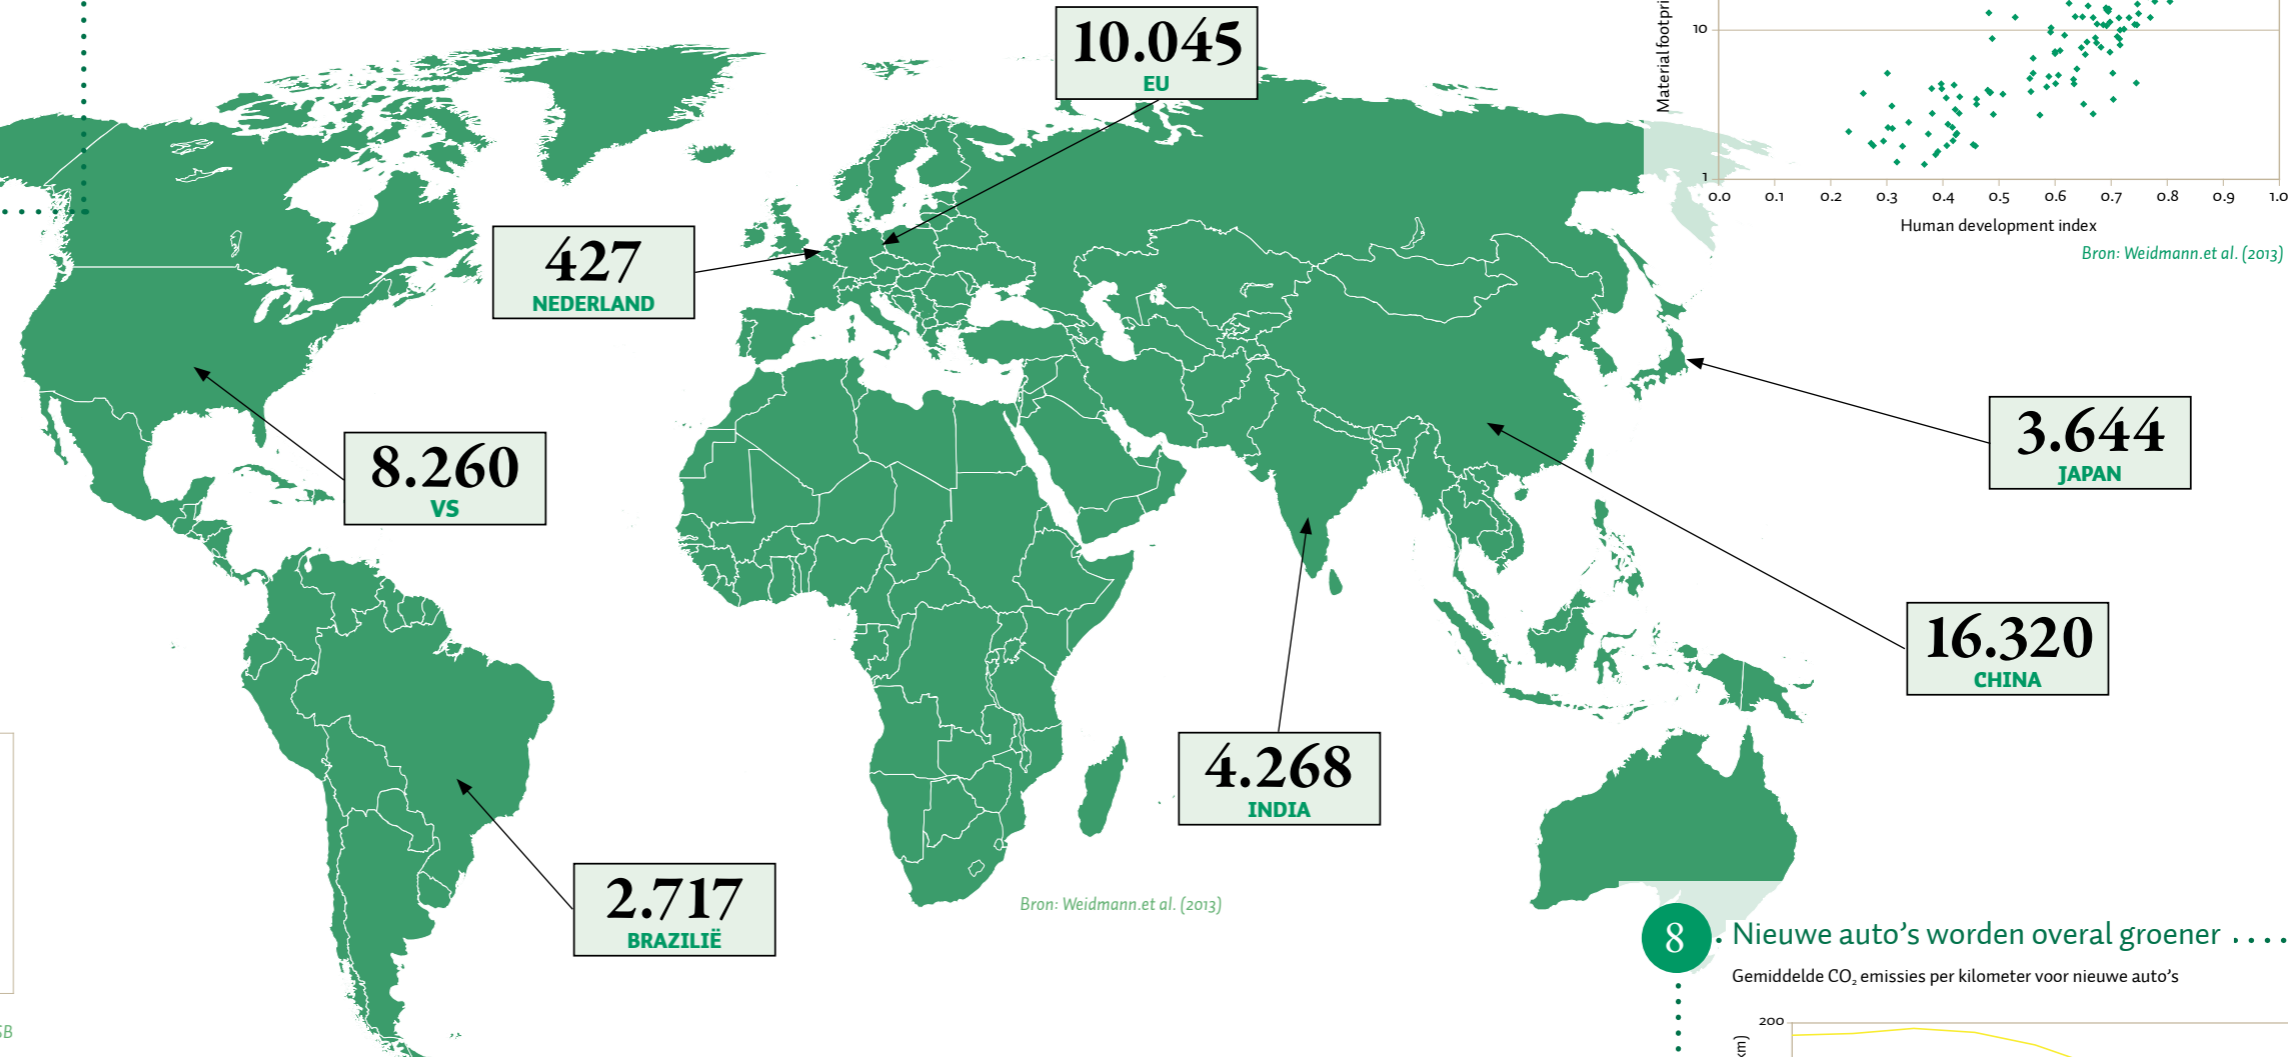 10.045
EU
427
NEDERLAND
8.260
VS
3.644
JAPAN
16.320
CHINA
4.268
INDIA
2.717
BRAZILIË
Bron: Weidmann.et al. (2013)
Material footpri
10
1
0.0 0.1 0.2 0.3 0.4 0.5 0.6 0.7 0.8 0.9 1.0
Human development index
Bron: Weidmann.et al. (2013)
8 Nieuwe auto's worden overal groener
Gemiddelde CO₂ emissies per kilometer voor nieuwe auto's
200
km)